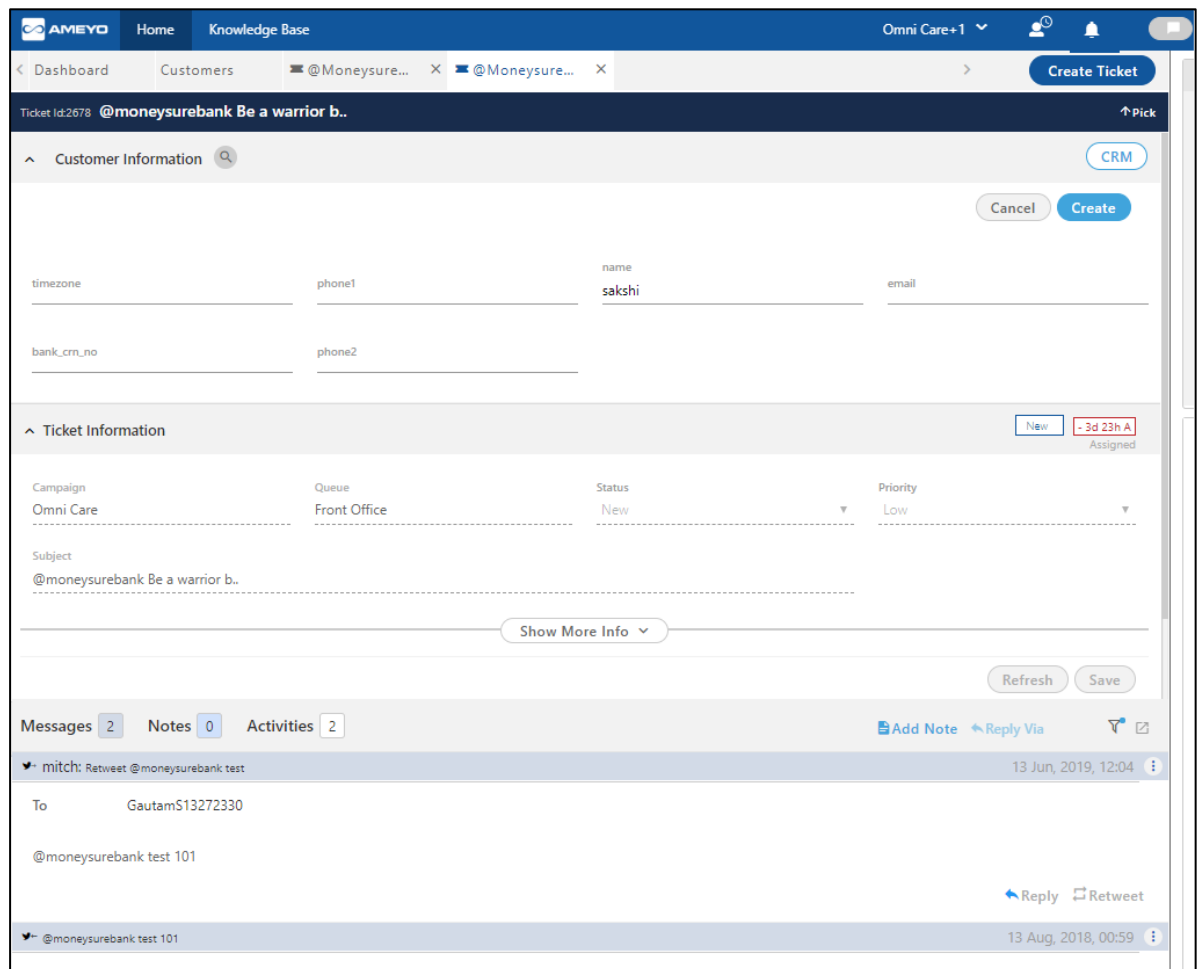 AMEYO Home Knowledge Base Omni Care+1
Dashboard Customers @Moneysure... @Moneysure... Create Ticket
Ticket Id:2678 @moneysurebank Be a warrior b.. Pick
Customer Information CRM
Cancel Create
timezone phone1 name email
sakshi
bank_crn_no phone2
Ticket Information New - 3d 23h A
Assigned
Campaign Queue Status Priority
Omni Care Front Office New Low
Subject
@moneysurebank Be a warrior b..
Show More Info
Refresh Save
Messages 2 Notes 0 Activities 2 Add Note Reply Via
mitch: Retweet @moneysurebank test 13 Jun, 2019, 12:04
To GautamS13272330
@moneysurebank test 101
Reply Retweet
@moneysurebank test 101 13 Aug, 2018, 00:59